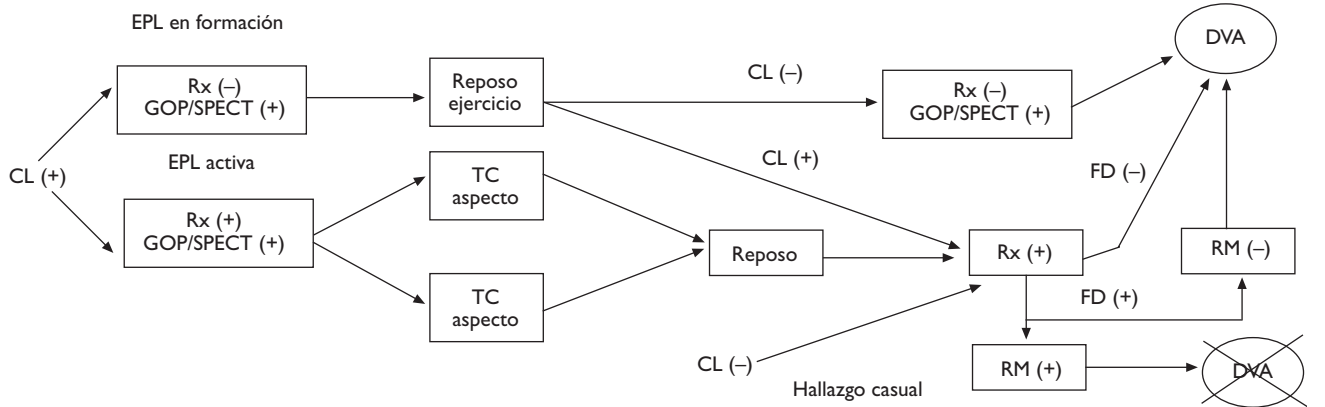 EPL en formación
DVA
Rx (–)
GOP/SPECT (+)
Reposo
ejercicio
CL (–)
Rx (–)
GOP/SPECT (+)
CL (+)
EPL activa
CL (+)
FD (–)
TC
aspecto
Rx (+)
GOP/SPECT (+)
Reposo
Rx (+)
RM (–)
TC
aspecto
FD (+)
CL (–)
Hallazgo casual
RM (+)
DVA